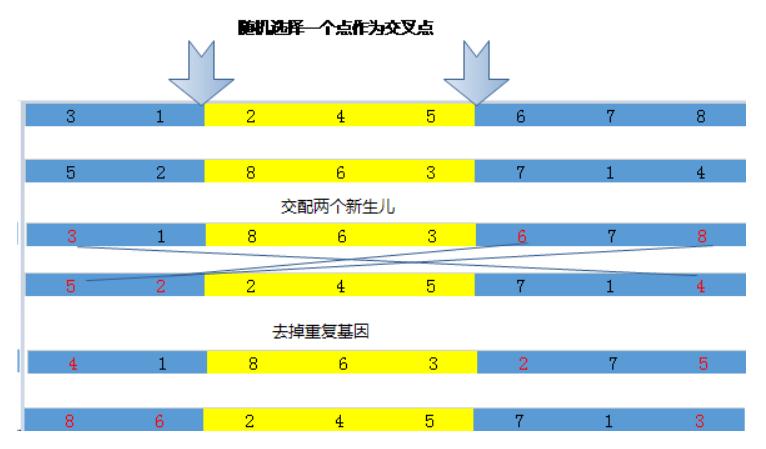 随机选择一个点作为交叉点
3 1 2 4 5 6 7 8
5 2 8 6 3 7 1 4
交配两个新生儿
3 1 8 6 3 6 7 8
5 2 2 4 5 7 1 4
去掉重复基因
4 1 8 6 3 2 7 5
8 6 2 4 5 7 1 3